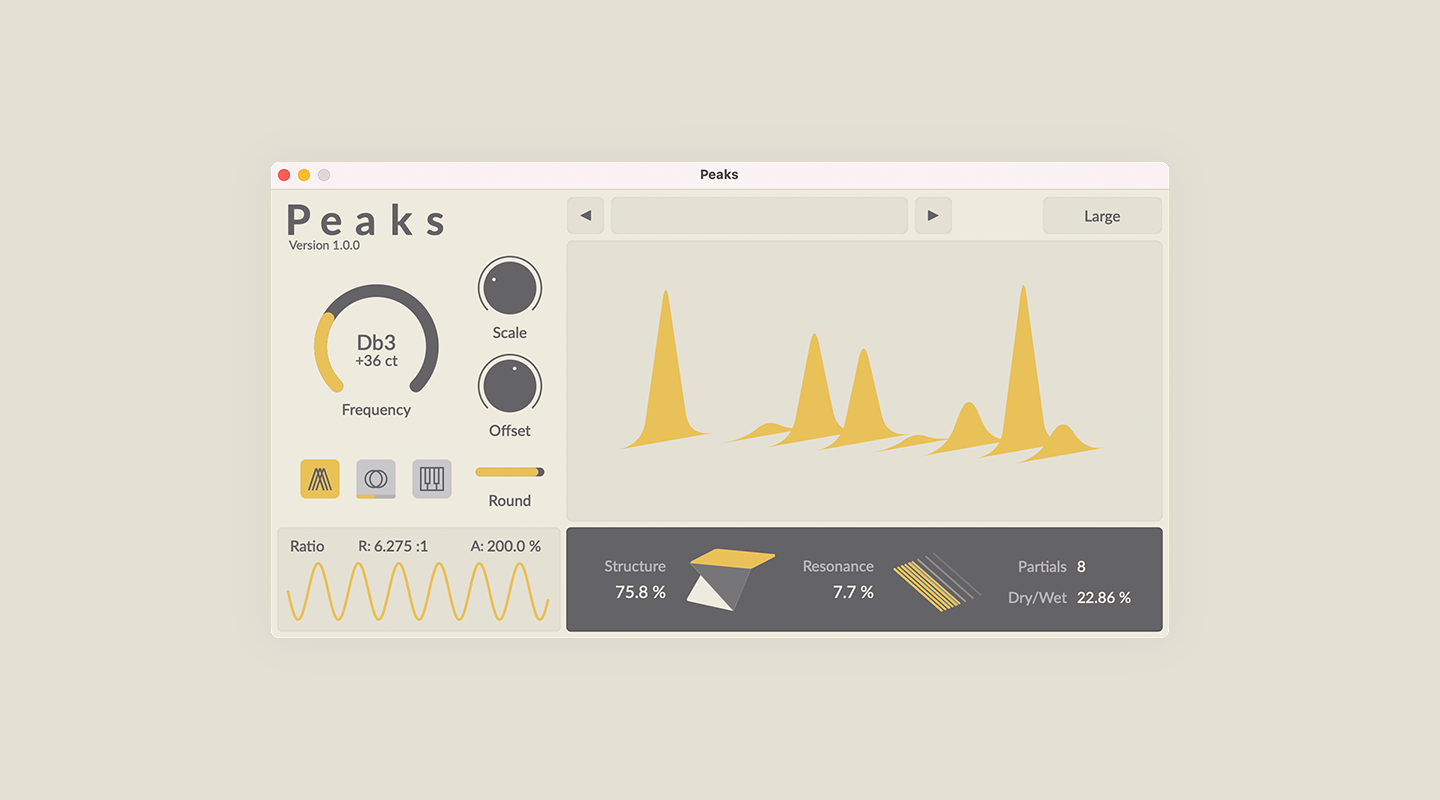 Peaks
Peaks
Version 1.0.0
Large
Db3
+36 ct
Frequency
Scale
Offset
Round
Ratio R: 6.275 :1 A: 200.0 %
Structure
75.8 %
Resonance
7.7 %
Partials 8
Dry/Wet 22.86 %